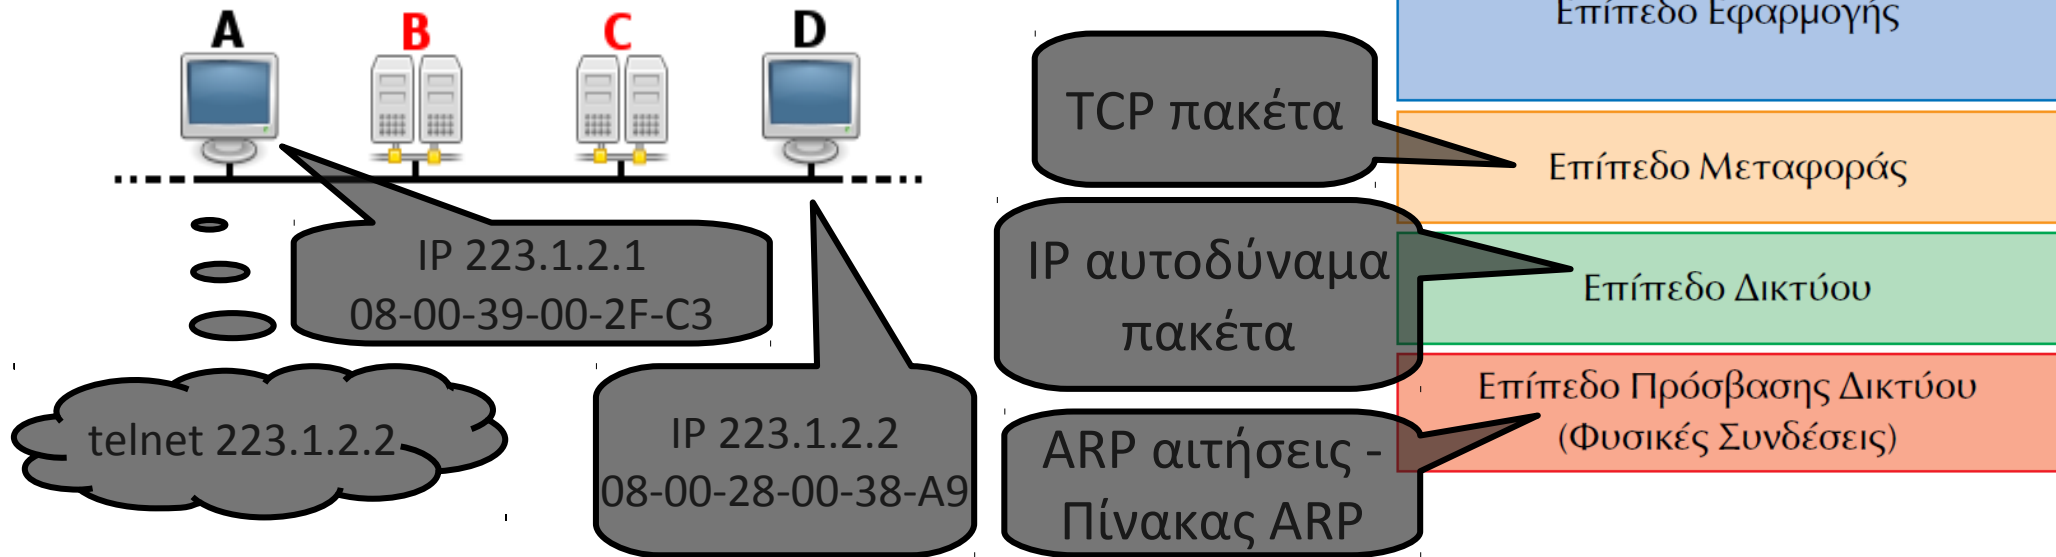 A
B
C
D
IP 223.1.2.1
08-00-39-00-2F-C3
telnet 223.1.2.2
IP 223.1.2.2
08-00-28-00-38-A9
TCP πακέτα
IP αυτοδύναμα
πακέτα
ARP αιτήσεις -
Πίνακας ARP
Επίπεδο Εφαρμογής
Επίπεδο Μεταφοράς
Επίπεδο Δικτύου
Επίπεδο Πρόσβασης Δικτύου
(Φυσικές Συνδέσεις)